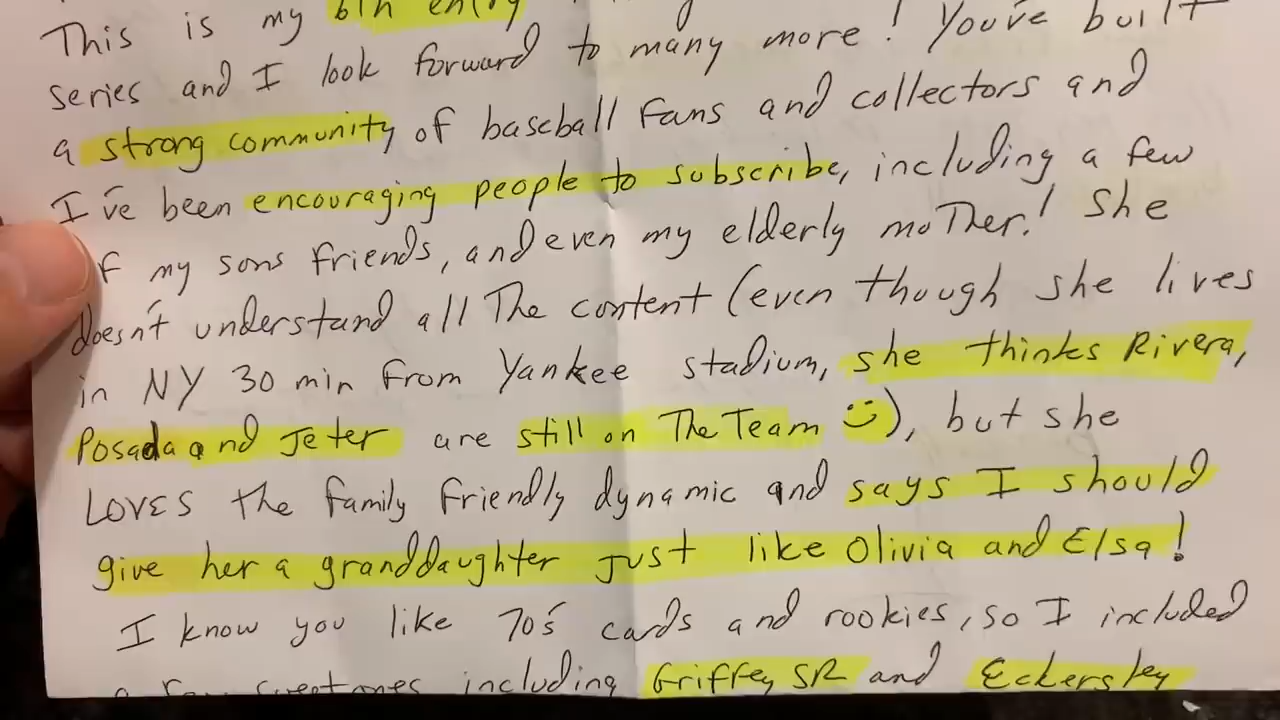 This is my 6th entry
series and I look forward to many more! You've built
a strong community of baseball fans and collectors and
I've been encouraging people to subscribe, including a few
of my sons friends, and even my elderly mother! She
doesn't understand all The content (even though she lives
in NY 30 min from Yankee stadium, she thinks Rivera,
Posada and Jeter are still on The Team :)), but she
LOVES the family friendly dynamic and says I should
give her a granddaughter just like Olivia and Elsa!
I know you like 70's cards and rookies, so I included
a few including Griffey SR and Eckersley